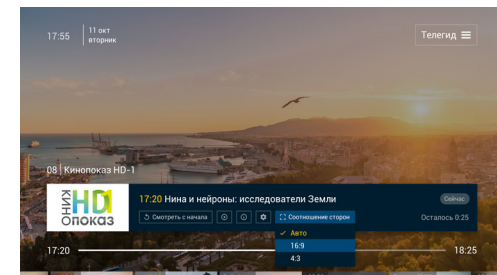 17:55
11 окт
вторник
Телегид
08 | Кинопоказ HD-1
КИНО HD1
ОПОКАЗ
17:20 Нина и нейроны: исследователи Земли
Сейчас
Смотреть с начала
Соотношение сторон
Осталось 0:25
Авто
16:9
4:3
17:20
18:25